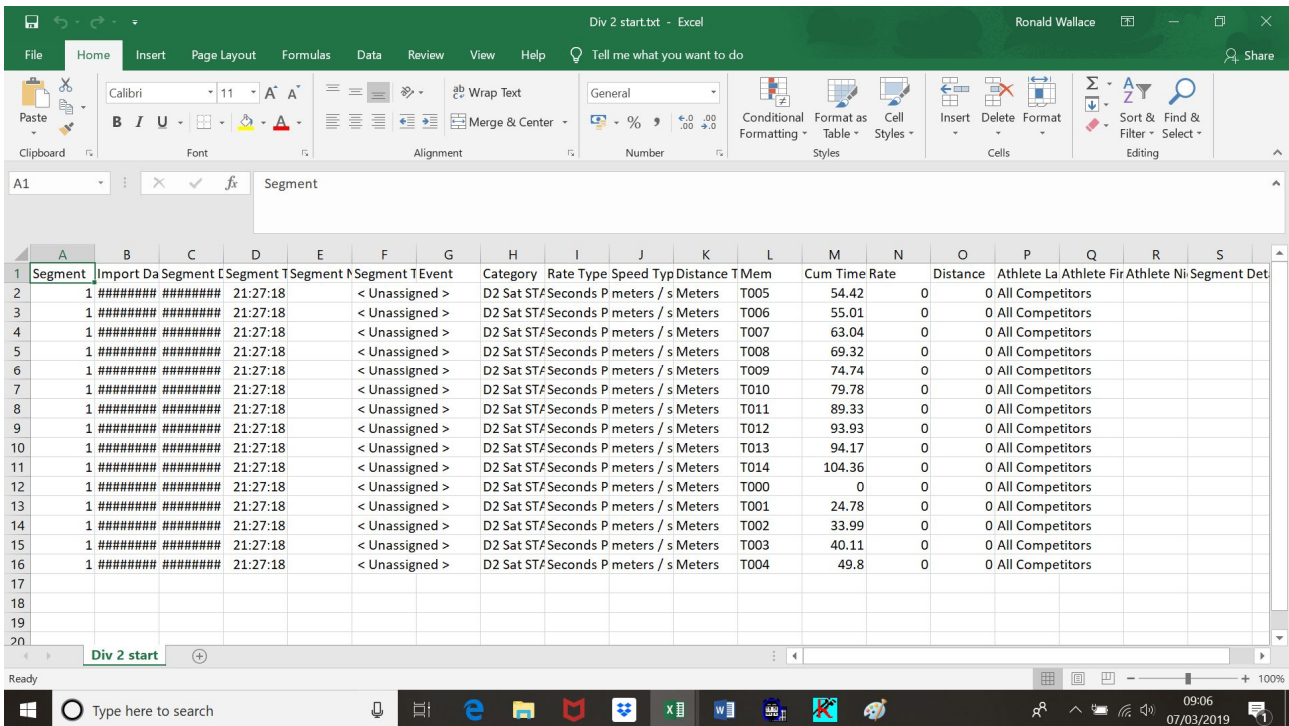 Div 2 start.txt - Excel
Ronald Wallace
File Home Insert Page Layout Formulas Data Review View Help Tell me what you want to do Share
Paste
Calibri 11 A A
B I U A
Wrap Text
Merge & Center
General
% , .0 .00 .00 .0
Conditional Formatting
Format as Table
Cell Styles
Insert Delete Format
Σ
Sort & Filter
Find & Select
Clipboard Font Alignment Number Styles Cells Editing
A1 fx Segment
A B C D E F G H I J K L M N O P Q R S
1 Segment Import Da Segment D Segment T Segment N Segment T Event Category Rate Type Speed Typ Distance T Mem Cum Time Rate Distance Athlete La Athlete Fir Athlete Ni Segment Det
2 1 ######## ######## 21:27:18 < Unassigned > D2 Sat STA Seconds P meters / s Meters T005 54.42 0 0 All Competitors
3 1 ######## ######## 21:27:18 < Unassigned > D2 Sat STA Seconds P meters / s Meters T006 55.01 0 0 All Competitors
4 1 ######## ######## 21:27:18 < Unassigned > D2 Sat STA Seconds P meters / s Meters T007 63.04 0 0 All Competitors
5 1 ######## ######## 21:27:18 < Unassigned > D2 Sat STA Seconds P meters / s Meters T008 69.32 0 0 All Competitors
6 1 ######## ######## 21:27:18 < Unassigned > D2 Sat STA Seconds P meters / s Meters T009 74.74 0 0 All Competitors
7 1 ######## ######## 21:27:18 < Unassigned > D2 Sat STA Seconds P meters / s Meters T010 79.78 0 0 All Competitors
8 1 ######## ######## 21:27:18 < Unassigned > D2 Sat STA Seconds P meters / s Meters T011 89.33 0 0 All Competitors
9 1 ######## ######## 21:27:18 < Unassigned > D2 Sat STA Seconds P meters / s Meters T012 93.93 0 0 All Competitors
10 1 ######## ######## 21:27:18 < Unassigned > D2 Sat STA Seconds P meters / s Meters T013 94.17 0 0 All Competitors
11 1 ######## ######## 21:27:18 < Unassigned > D2 Sat STA Seconds P meters / s Meters T014 104.36 0 0 All Competitors
12 1 ######## ######## 21:27:18 < Unassigned > D2 Sat STA Seconds P meters / s Meters T000 0 0 0 All Competitors
13 1 ######## ######## 21:27:18 < Unassigned > D2 Sat STA Seconds P meters / s Meters T001 24.78 0 0 All Competitors
14 1 ######## ######## 21:27:18 < Unassigned > D2 Sat STA Seconds P meters / s Meters T002 33.99 0 0 All Competitors
15 1 ######## ######## 21:27:18 < Unassigned > D2 Sat STA Seconds P meters / s Meters T003 40.11 0 0 All Competitors
16 1 ######## ######## 21:27:18 < Unassigned > D2 Sat STA Seconds P meters / s Meters T004 49.8 0 0 All Competitors
17
18
19
20
Div 2 start
Ready 100%
Type here to search
09:06
07/03/2019